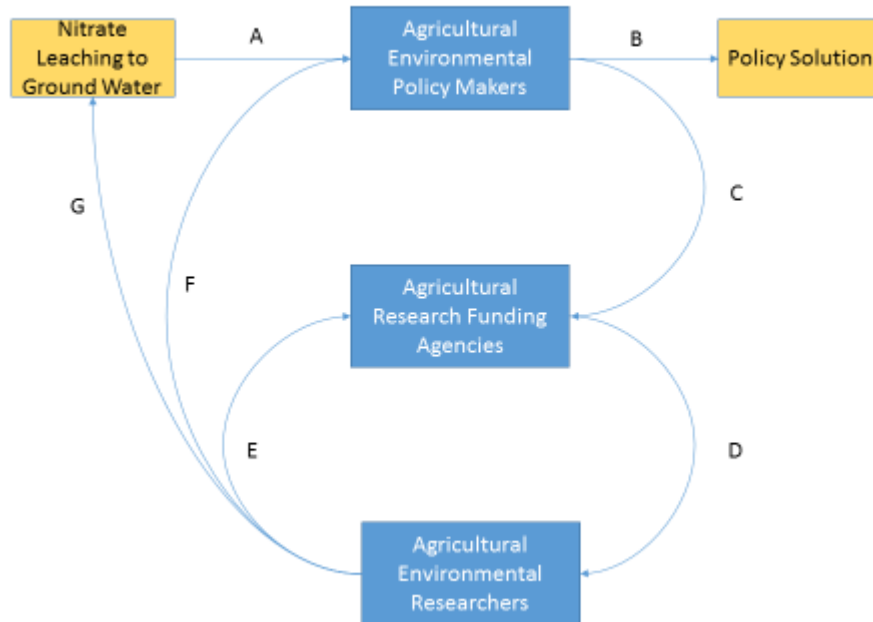 Nitrate
Leaching to
Ground Water
A
Agricultural
Environmental
Policy Makers
B
Policy Solution
C
G
F
Agricultural
Research Funding
Agencies
E
D
Agricultural
Environmental
Researchers